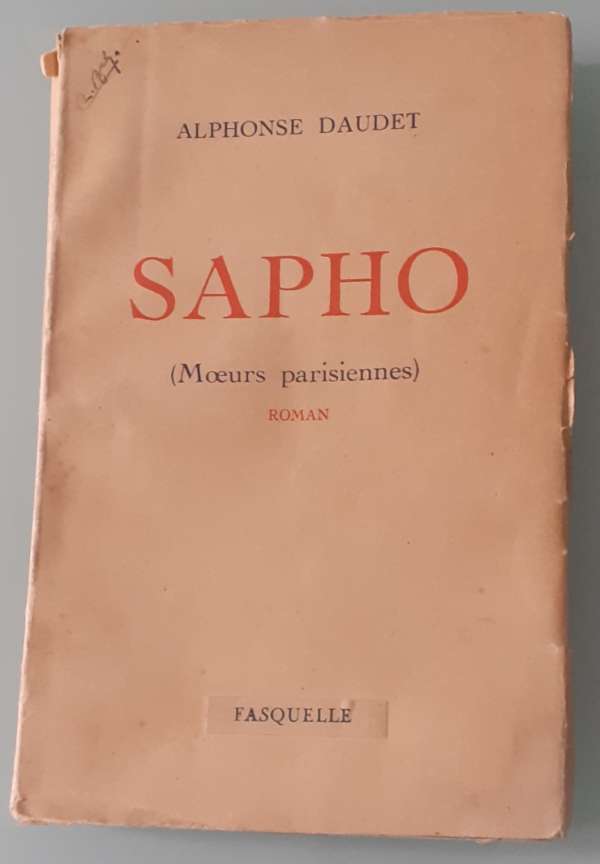 ALPHONSE DAUDET
SAPHO
(Mœurs parisiennes)
ROMAN
FASQUELLE